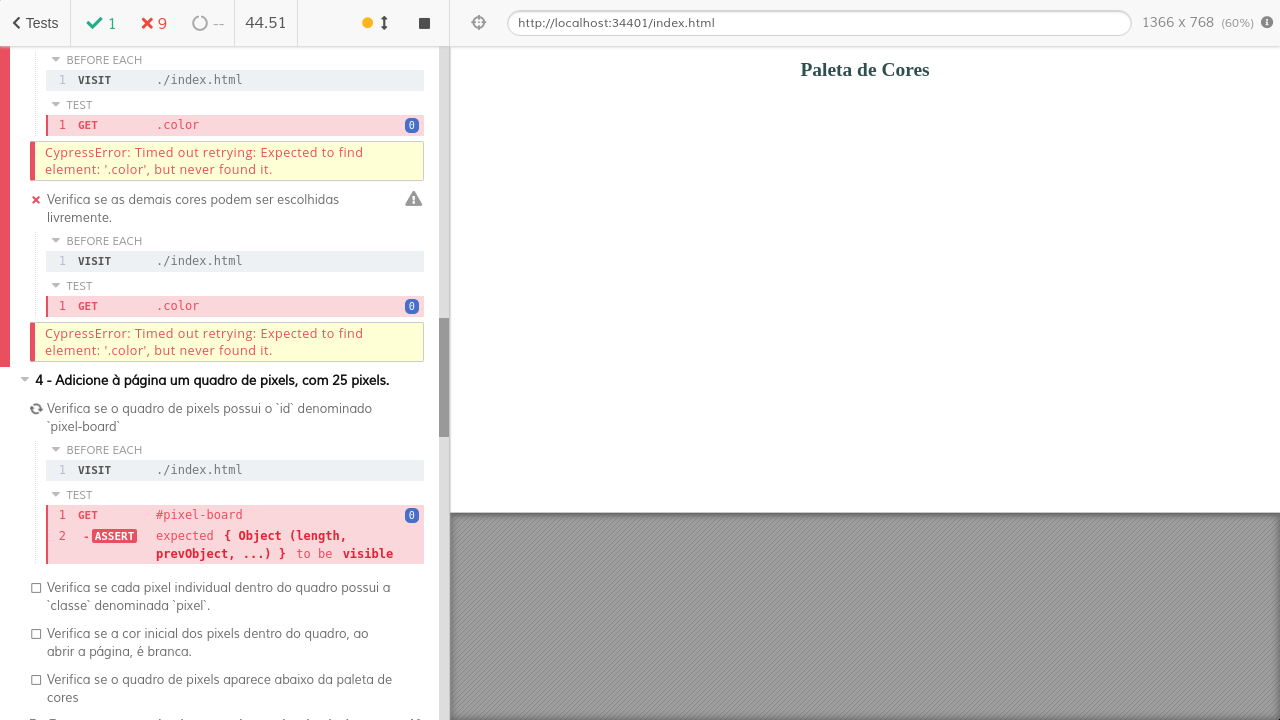 Tests 1 9 -- 44.51 http://localhost:34401/index.html 1366 x 768 (60%)
BEFORE EACH
1 VISIT ./index.html
TEST
1 GET .color 0
CypressError: Timed out retrying: Expected to find
element: '.color', but never found it.
Verifica se as demais cores podem ser escolhidas
livremente.
BEFORE EACH
1 VISIT ./index.html
TEST
1 GET .color 0
CypressError: Timed out retrying: Expected to find
element: '.color', but never found it.
4 - Adicione à página um quadro de pixels, com 25 pixels.
Verifica se o quadro de pixels possui o `id` denominado
`pixel-board`
BEFORE EACH
1 VISIT ./index.html
TEST
1 GET #pixel-board 0
2 - ASSERT expected { Object (length,
prevObject, ...) } to be visible
Verifica se cada pixel individual dentro do quadro possui a
`classe` denominada `pixel`.
Verifica se a cor inicial dos pixels dentro do quadro, ao
abrir a página, é branca.
Verifica se o quadro de pixels aparece abaixo da paleta de
cores
Paleta de Cores